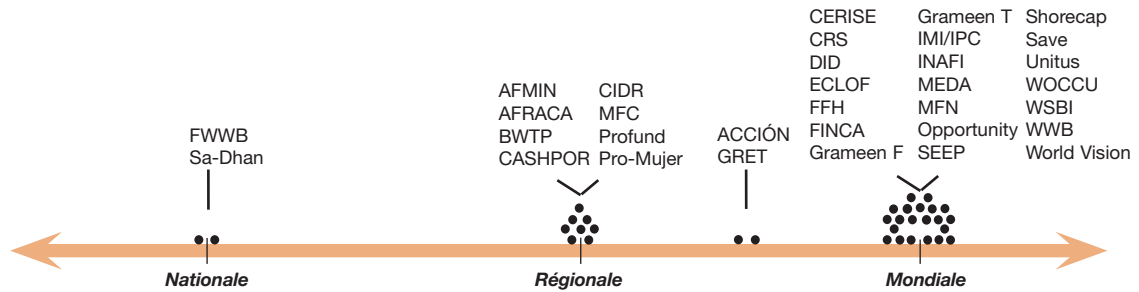 FWWB
Sa-Dhan
AFMIN
AFRACA
BWTP
CASHPOR
CIDR
MFC
Profund
Pro-Mujer
ACCIÓN
GRET
CERISE
CRS
DID
ECLOF
FFH
FINCA
Grameen F
Grameen T
IMI/IPC
INAFI
MEDA
MFN
Opportunity
SEEP
Shorecap
Save
Unitus
WOCCU
WSBI
WWB
World Vision
Nationale
Régionale
Mondiale